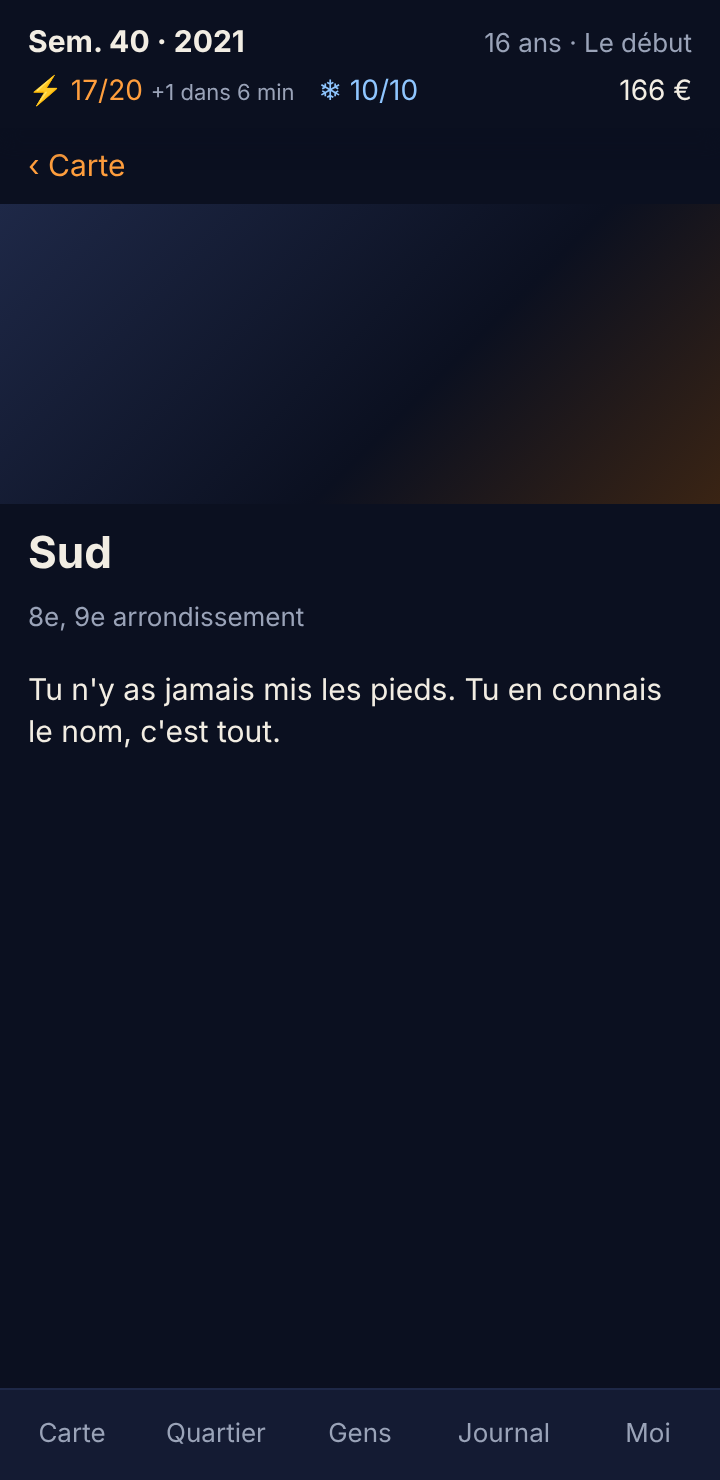 Sem. 40 · 2021
16 ans · Le début
⚡ 17/20 +1 dans 6 min ❄ 10/10
166 €
‹ Carte
Sud
8e, 9e arrondissement
Tu n'y as jamais mis les pieds. Tu en connais
le nom, c'est tout.
Carte
Quartier
Gens
Journal
Moi